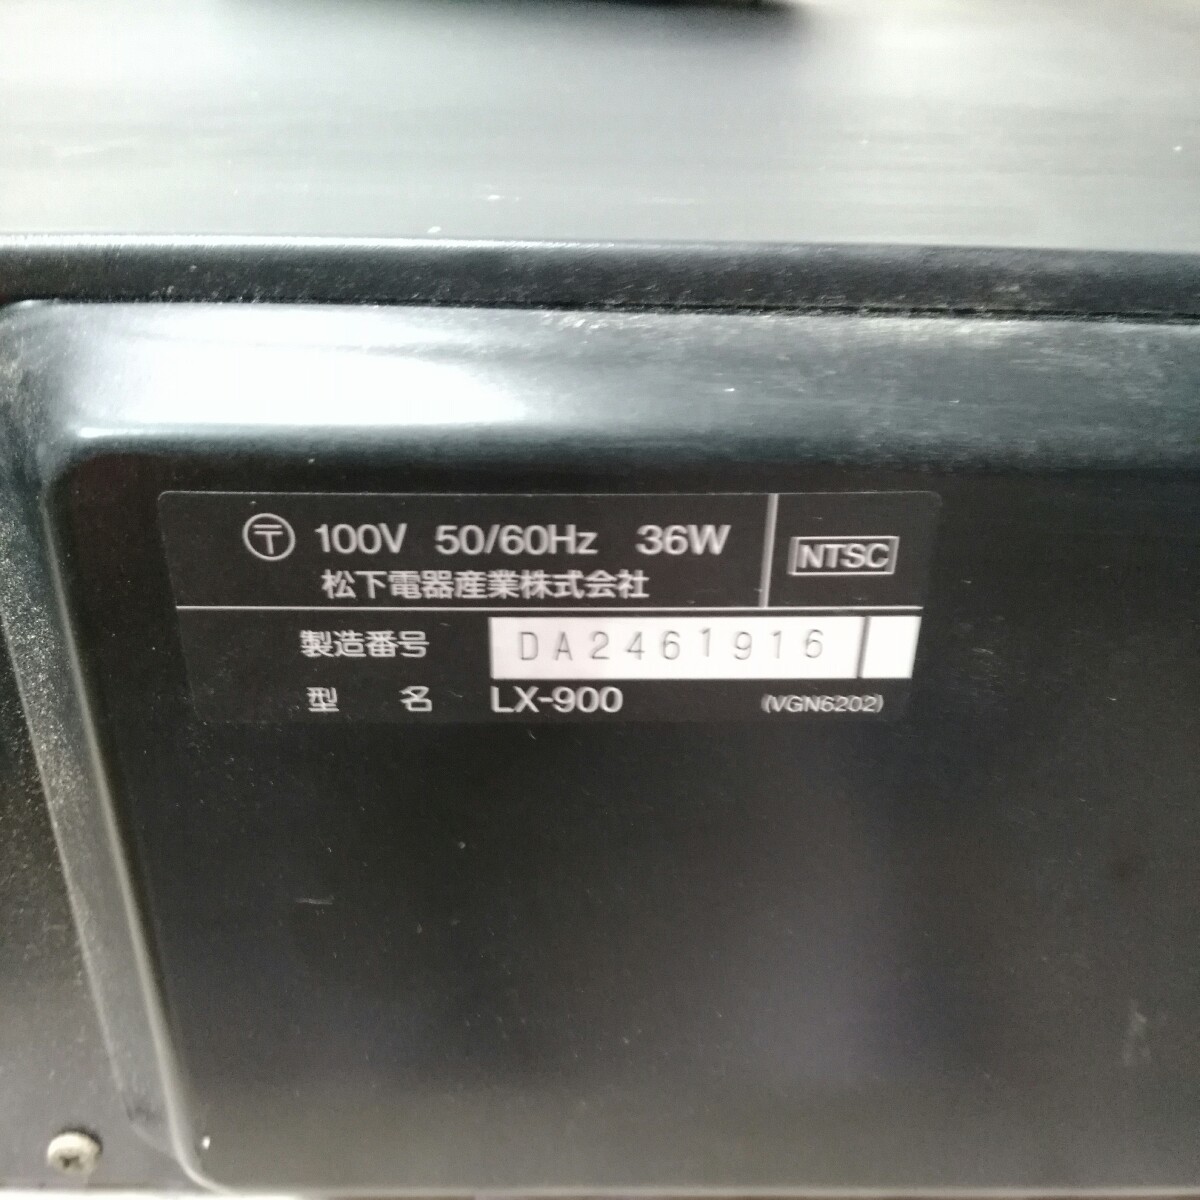 〒 100V 50/60Hz 36W
松下電器産業株式会社
NTSC
製造番号 DA2461916
型 名 LX-900 (VGN6202)